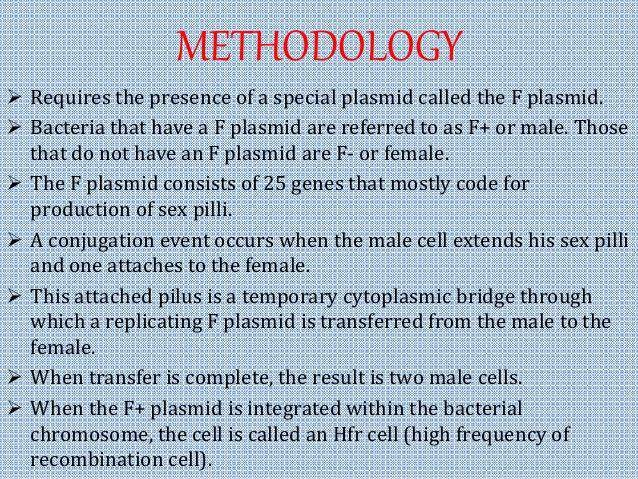 METHODOLOGY
➢ Requires the presence of a special plasmid called the F plasmid.
➢ Bacteria that have a F plasmid are referred to as F+ or male. Those
that do not have an F plasmid are F- or female.
➢ The F plasmid consists of 25 genes that mostly code for
production of sex pilli.
➢ A conjugation event occurs when the male cell extends his sex pilli
and one attaches to the female.
➢ This attached pilus is a temporary cytoplasmic bridge through
which a replicating F plasmid is transferred from the male to the
female.
➢ When transfer is complete, the result is two male cells.
➢ When the F+ plasmid is integrated within the bacterial
chromosome, the cell is called an Hfr cell (high frequency of
recombination cell).